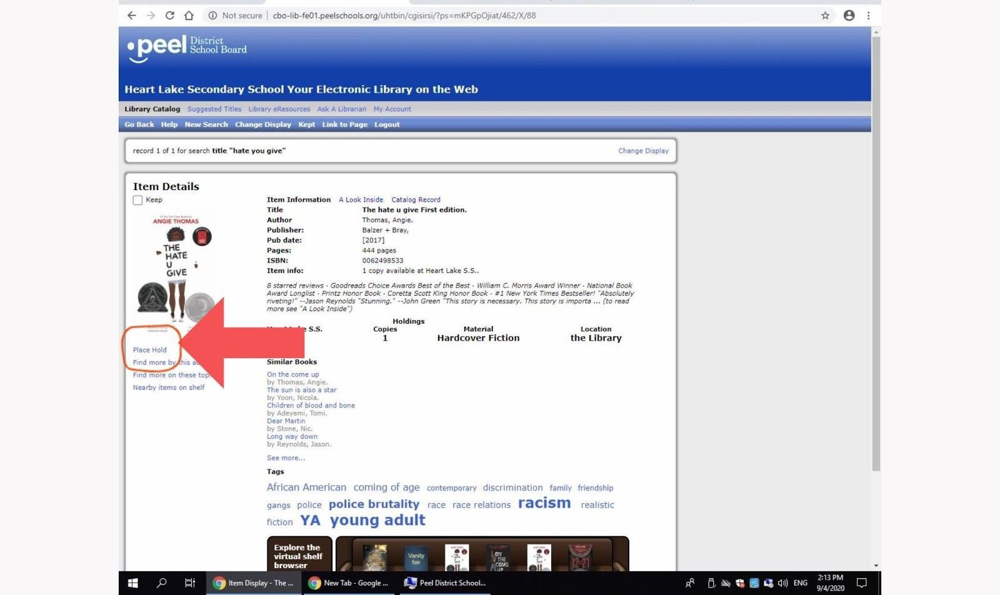 Not secure | cbo-lib-fe01.peelschools.org/uhtbin/cgisirsi/?ps=mKPGpOjiat/462/X/88
peel District
School Board
Heart Lake Secondary School Your Electronic Library on the Web
Library Catalog Suggested Titles Library eResources Ask A Librarian My Account
Go Back Help New Search Change Display Kept Link to Page Logout
record 1 of 1 for search title "hate you give"
Change Display
Item Details
Keep
ANGIE THOMAS
THE
HATE
U
GIVE
Place Hold
Find more by this au
Find more on these top
Nearby items on shelf
Item Information A Look Inside Catalog Record
Title The hate u give First edition.
Author Thomas, Angie.
Publisher: Balzer + Bray,
Pub date: [2017]
Pages: 444 pages
ISBN: 0062498533
Item info: 1 copy available at Heart Lake S.S..
8 starred reviews · Goodreads Choice Awards Best of the Best · William C. Morris Award Winner · National Book
Award Longlist · Printz Honor Book · Coretta Scott King Honor Book · #1 New York Times Bestseller! "Absolutely
riveting!" --Jason Reynolds "Stunning." --John Green "This story is necessary. This story is importa ... (to read
more see "A Look Inside")
Holdings
S.S. Copies Material Location
1 Hardcover Fiction the Library
Similar Books
On the come up
by Thomas, Angie.
The sun is also a star
by Yoon, Nicola.
Children of blood and bone
by Adeyemi, Tomi.
Dear Martin
by Stone, Nic.
Long way down
by Reynolds, Jason.
See more...
Tags
African American coming of age contemporary discrimination family friendship
gangs police police brutality race race relations racism realistic
fiction YA young adult
Explore the
virtual shelf
browser
Vanity
fair
THE
HATE
U
GIVE
ON
THE
COME
UP
THE
HATE
U
GIVE
Item Display - The ... New Tab - Google ... Peel District School...
ENG
2:13 PM
9/4/2020